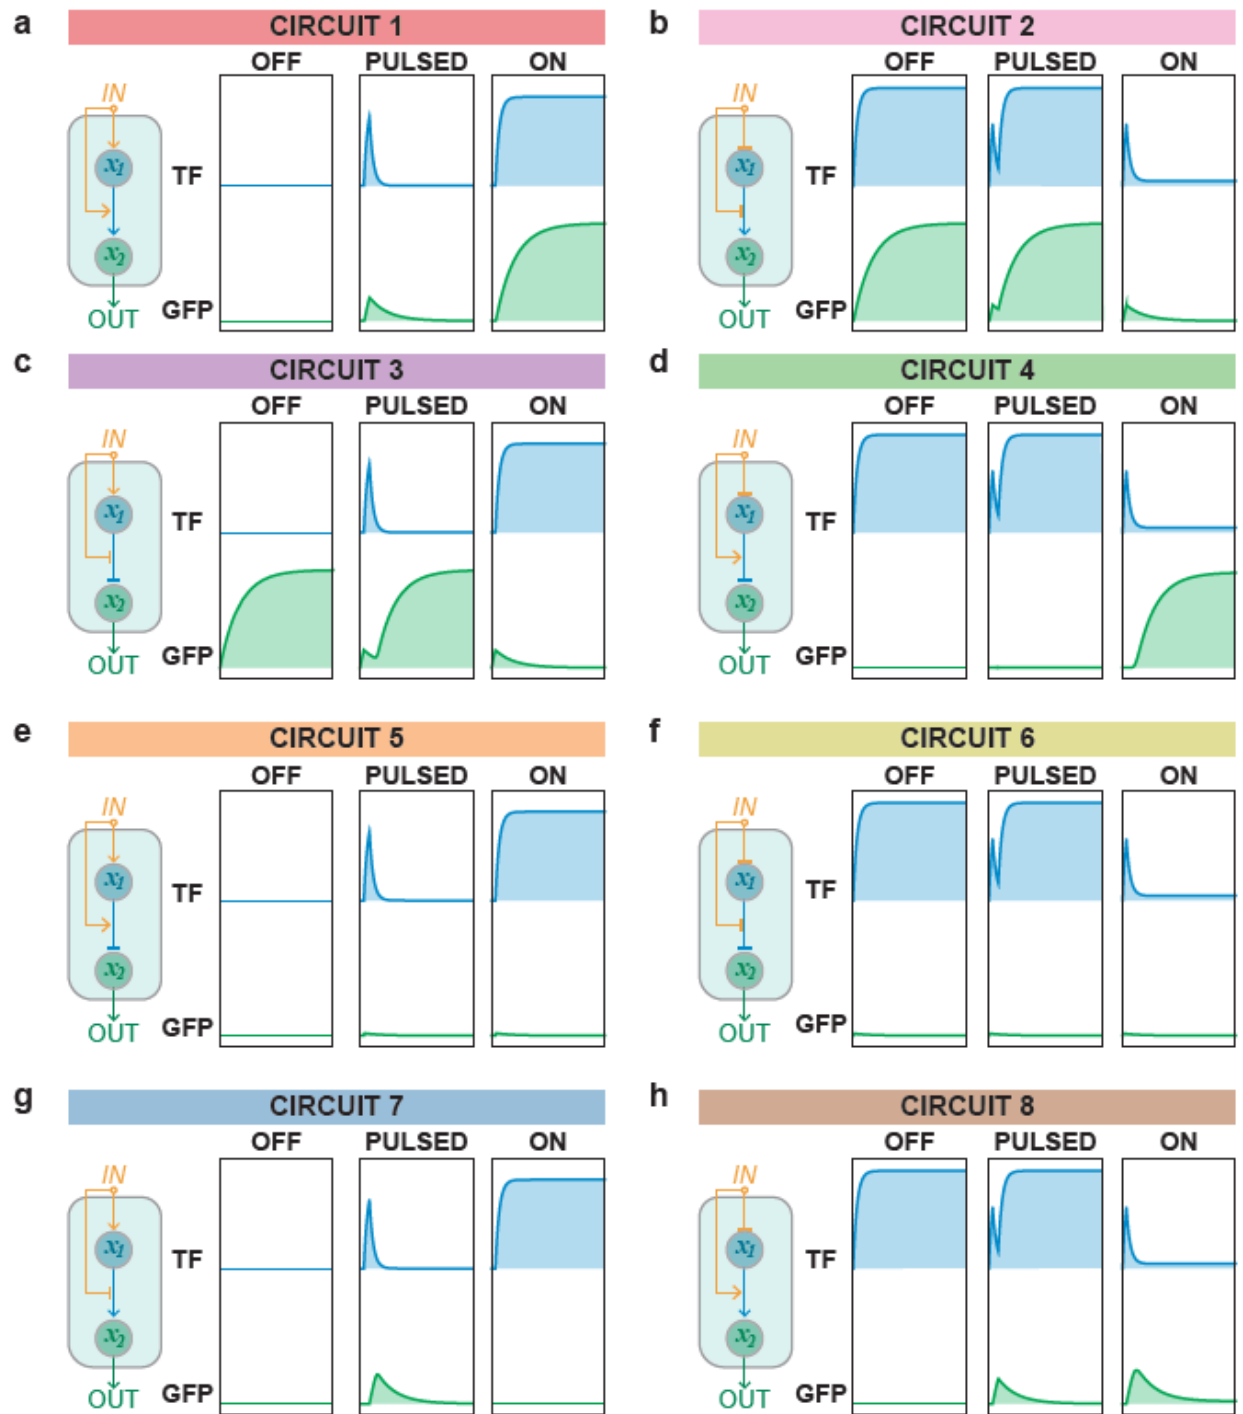 a CIRCUIT 1
OFF PULSED ON
IN
x1
TF
x2
OUT GFP
b CIRCUIT 2
OFF PULSED ON
IN
x1
TF
x2
OUT GFP
c CIRCUIT 3
OFF PULSED ON
IN
x1
TF
x2
OUT GFP
d CIRCUIT 4
OFF PULSED ON
IN
x1
TF
x2
OUT GFP
e CIRCUIT 5
OFF PULSED ON
IN
x1
TF
x2
OUT GFP
f CIRCUIT 6
OFF PULSED ON
IN
x1
TF
x2
OUT GFP
g CIRCUIT 7
OFF PULSED ON
IN
x1
TF
x2
OUT GFP
h CIRCUIT 8
OFF PULSED ON
IN
x1
TF
x2
OUT GFP